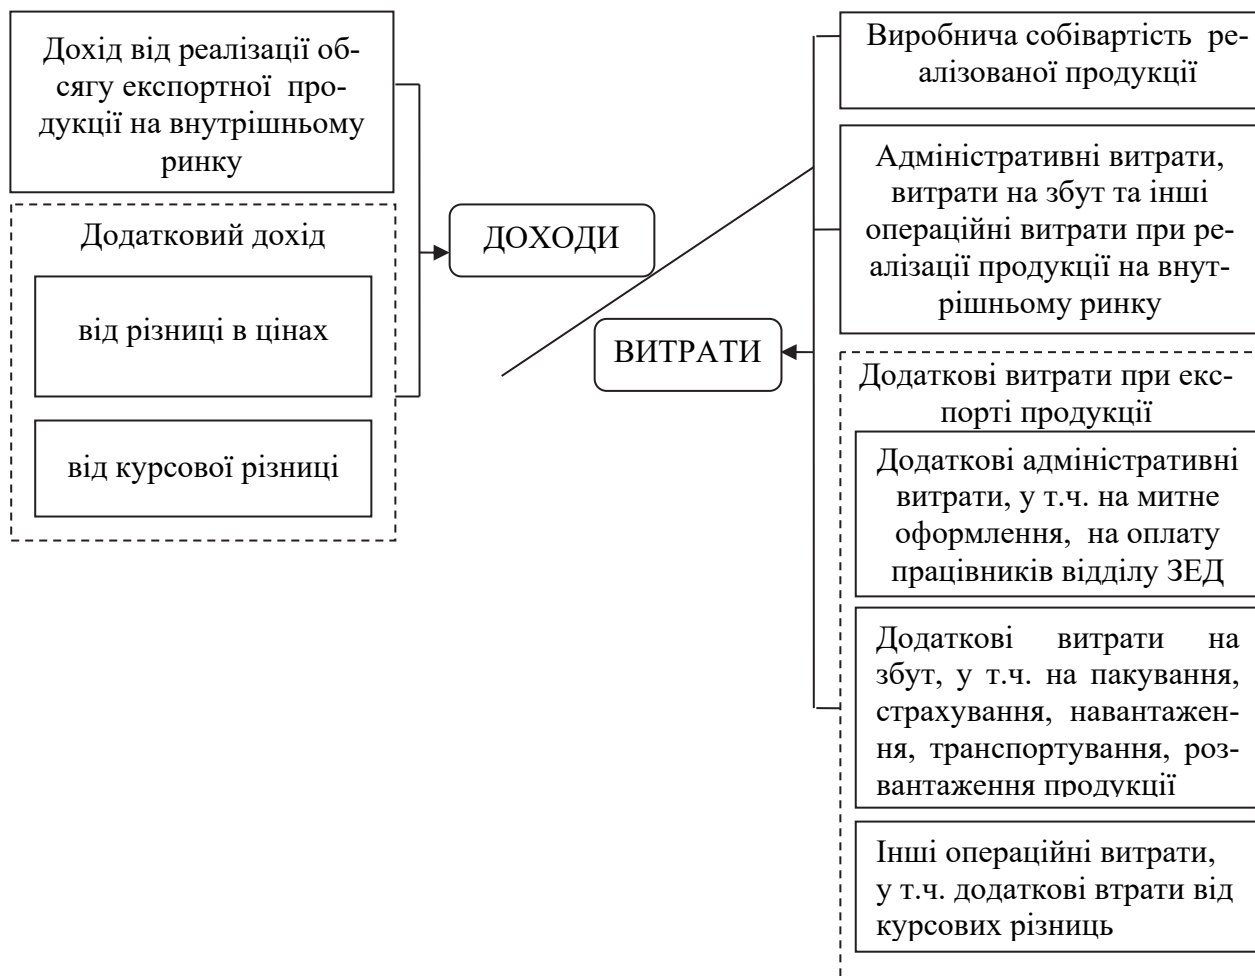 Дохід від реалізації об-
сягу експортної про-
дукції на внутрішньому
ринку
Додатковий дохід
від різниці в цінах
від курсової різниці
ДОХОДИ
ВИТРАТИ
Виробнича собівартість ре-
алізованої продукції
Адміністративні витрати,
витрати на збут та інші
операційні витрати при ре-
алізації продукції на внут-
рішньому ринку
Додаткові витрати при екс-
порті продукції
Додаткові адміністративні
витрати, у т.ч. на митне
оформлення, на оплату
працівників відділу ЗЕД
Додаткові витрати на
збут, у т.ч. на пакування,
страхування, навантажен-
ня, транспортування, роз-
вантаження продукції
Інші операційні витрати,
у т.ч. додаткові втрати від
курсових різниць